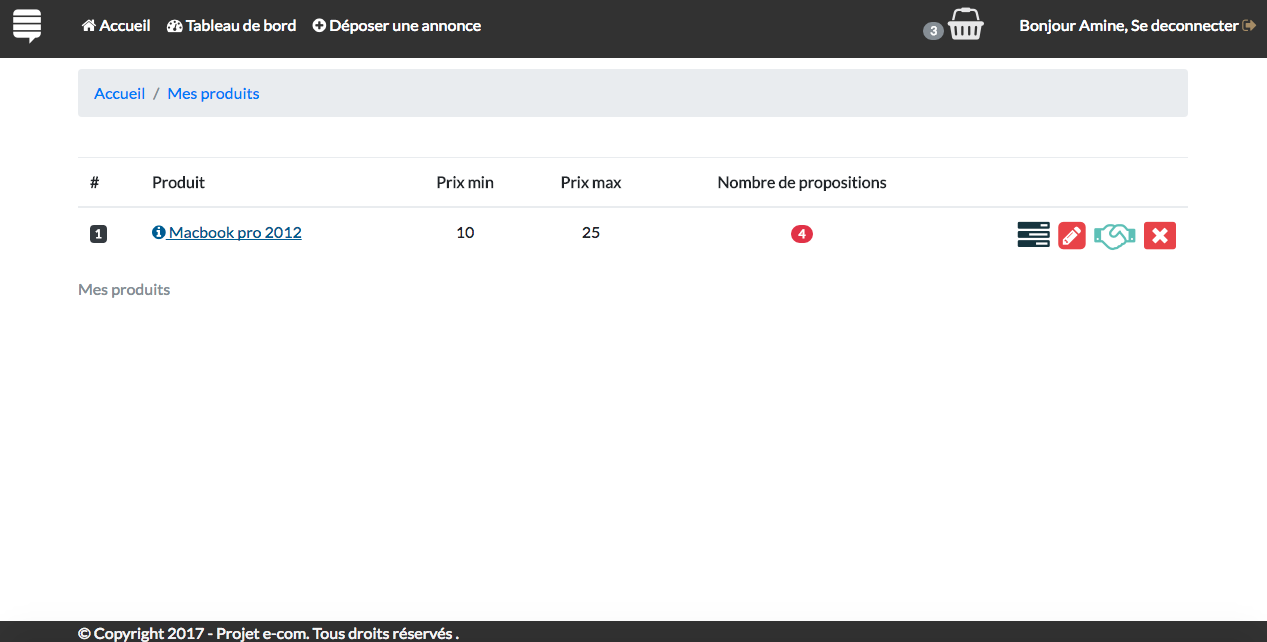 Accueil Tableau de bord Déposer une annonce 3 Bonjour Amine, Se deconnecter
Accueil / Mes produits
# Produit Prix min Prix max Nombre de propositions
1 Macbook pro 2012 10 25 4
Mes produits
© Copyright 2017 - Projet e-com. Tous droits réservés .